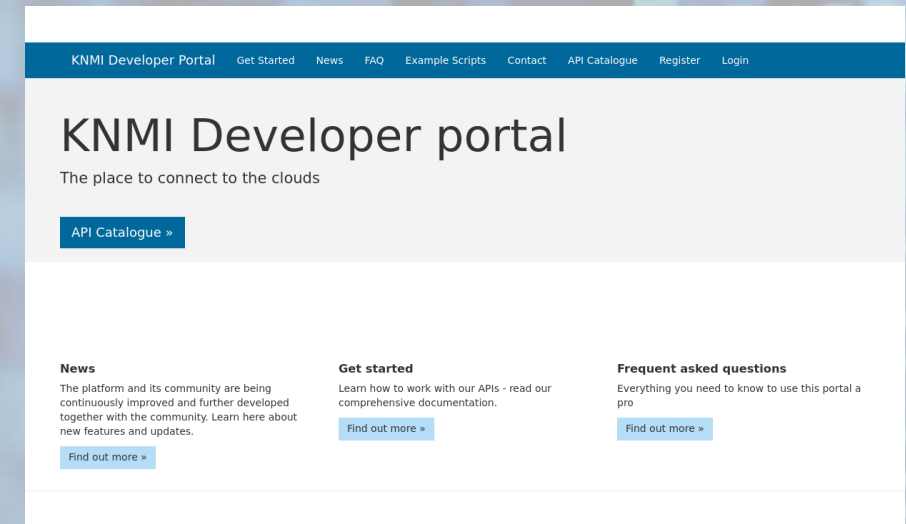 KNMI Developer Portal Get Started News FAQ Example Scripts Contact API Catalogue Register Login
KNMI Developer portal
The place to connect to the clouds
API Catalogue »
News
The platform and its community are being
continuously improved and further developed
together with the community. Learn here about
new features and updates.
Find out more »
Get started
Learn how to work with our APIs - read our
comprehensive documentation.
Find out more »
Frequent asked questions
Everything you need to know to use this portal a
pro
Find out more »